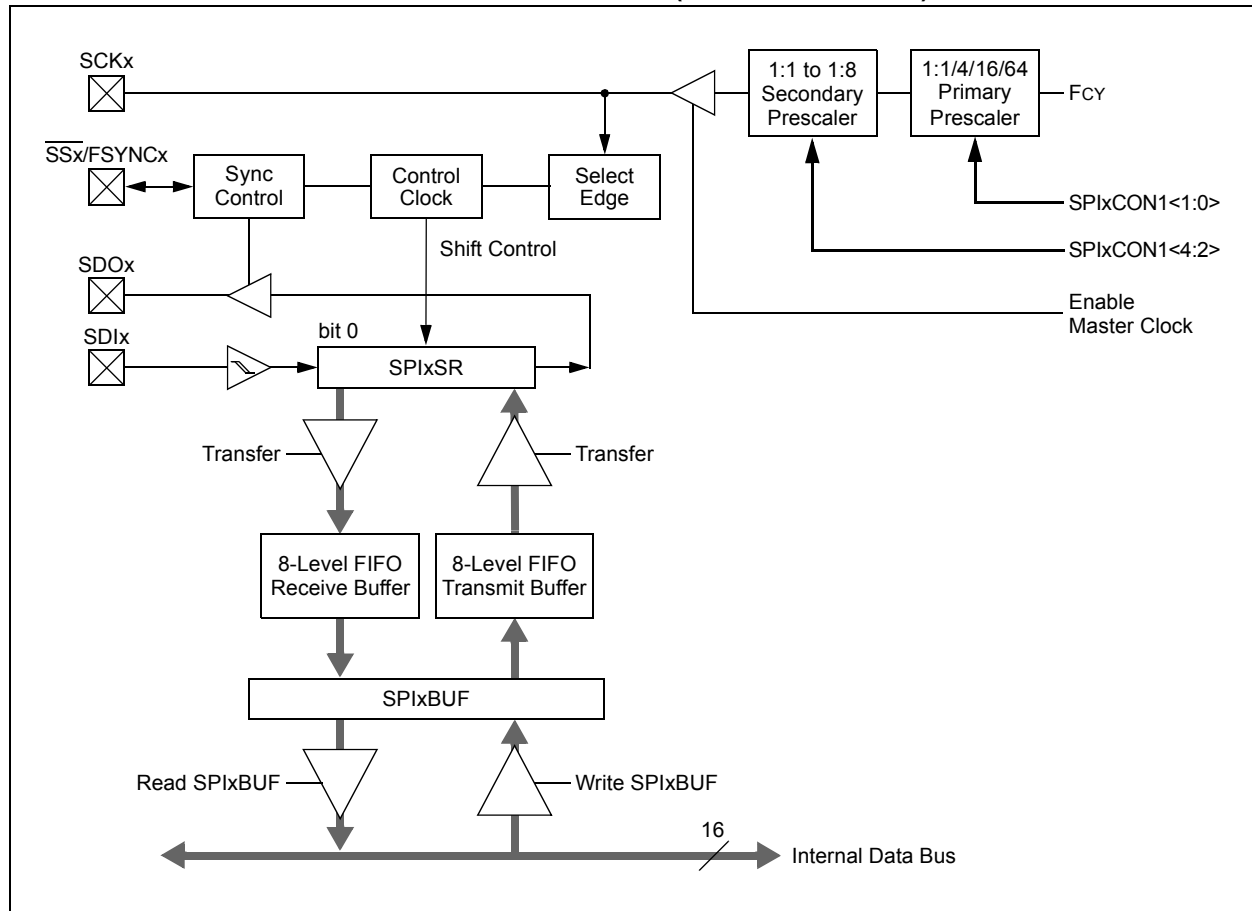 SCKx
1:1 to 1:8
Secondary
Prescaler
1:1/4/16/64
Primary
Prescaler
FCY
SSx/FSYNCx
Sync
Control
Control
Clock
Select
Edge
SPIxCON1<1:0>
Shift Control
SPIxCON1<4:2>
SDOx
Enable
Master Clock
SDIx
bit 0
SPIxSR
Transfer
Transfer
8-Level FIFO
Receive Buffer
8-Level FIFO
Transmit Buffer
SPIxBUF
Read SPIxBUF
Write SPIxBUF
16
Internal Data Bus